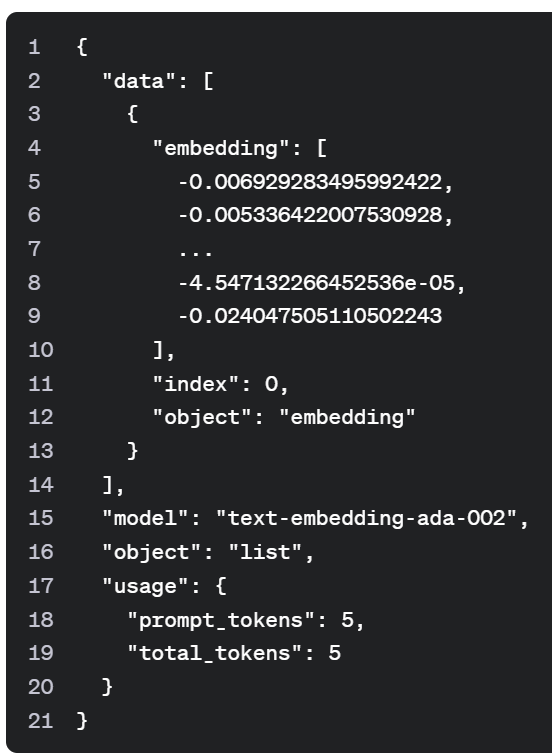 1 {
2 "data": [
3 {
4 "embedding": [
5 -0.006929283495992422,
6 -0.005336422007530928,
7 ...
8 -4.547132266452536e-05,
9 -0.024047505110502243
10 ],
11 "index": 0,
12 "object": "embedding"
13 }
14 ],
15 "model": "text-embedding-ada-002",
16 "object": "list",
17 "usage": {
18 "prompt_tokens": 5,
19 "total_tokens": 5
20 }
21 }